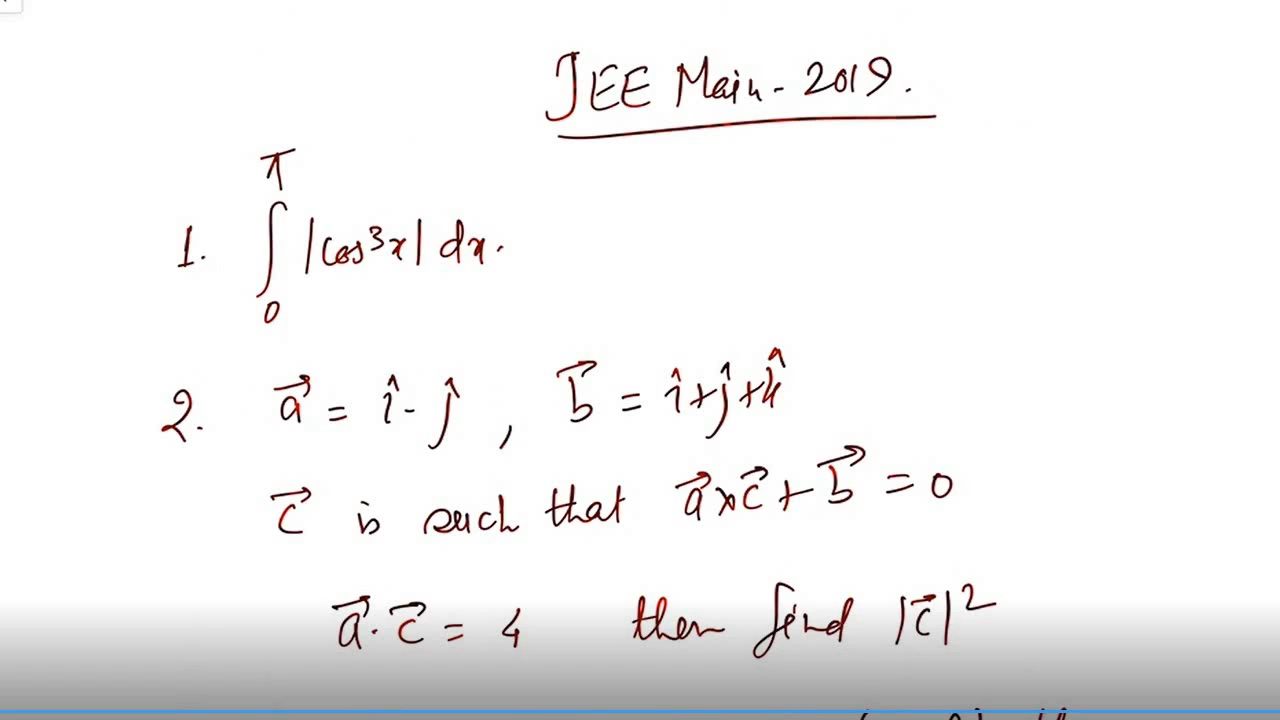 JEE Main - 2019.
1. ∫₀^π |cos³x| dx.
2. a⃗ = î - ĵ , b⃗ = î + ĵ + k̂
c⃗ is such that a⃗ × c⃗ + b⃗ = 0
a⃗ · c⃗ = 4 then find |c⃗|²